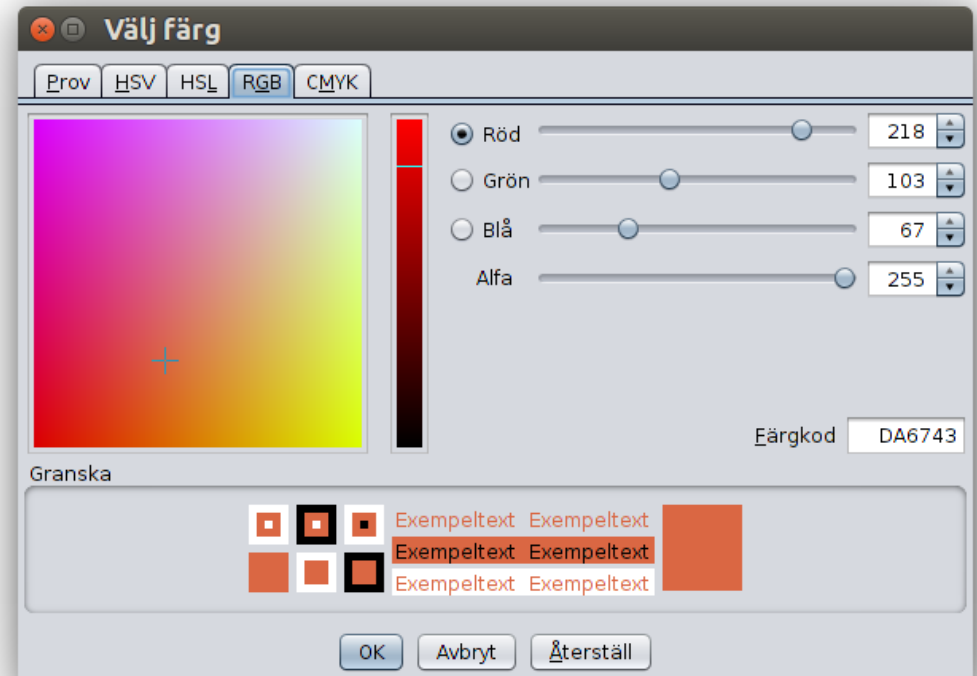 Välj färg
Prov HSV HSL RGB CMYK
Röd 218
Grön 103
Blå 67
Alfa 255
Färgkod DA6743
Granska
Exempeltext Exempeltext
Exempeltext Exempeltext
Exempeltext Exempeltext
OK Avbryt Återställ